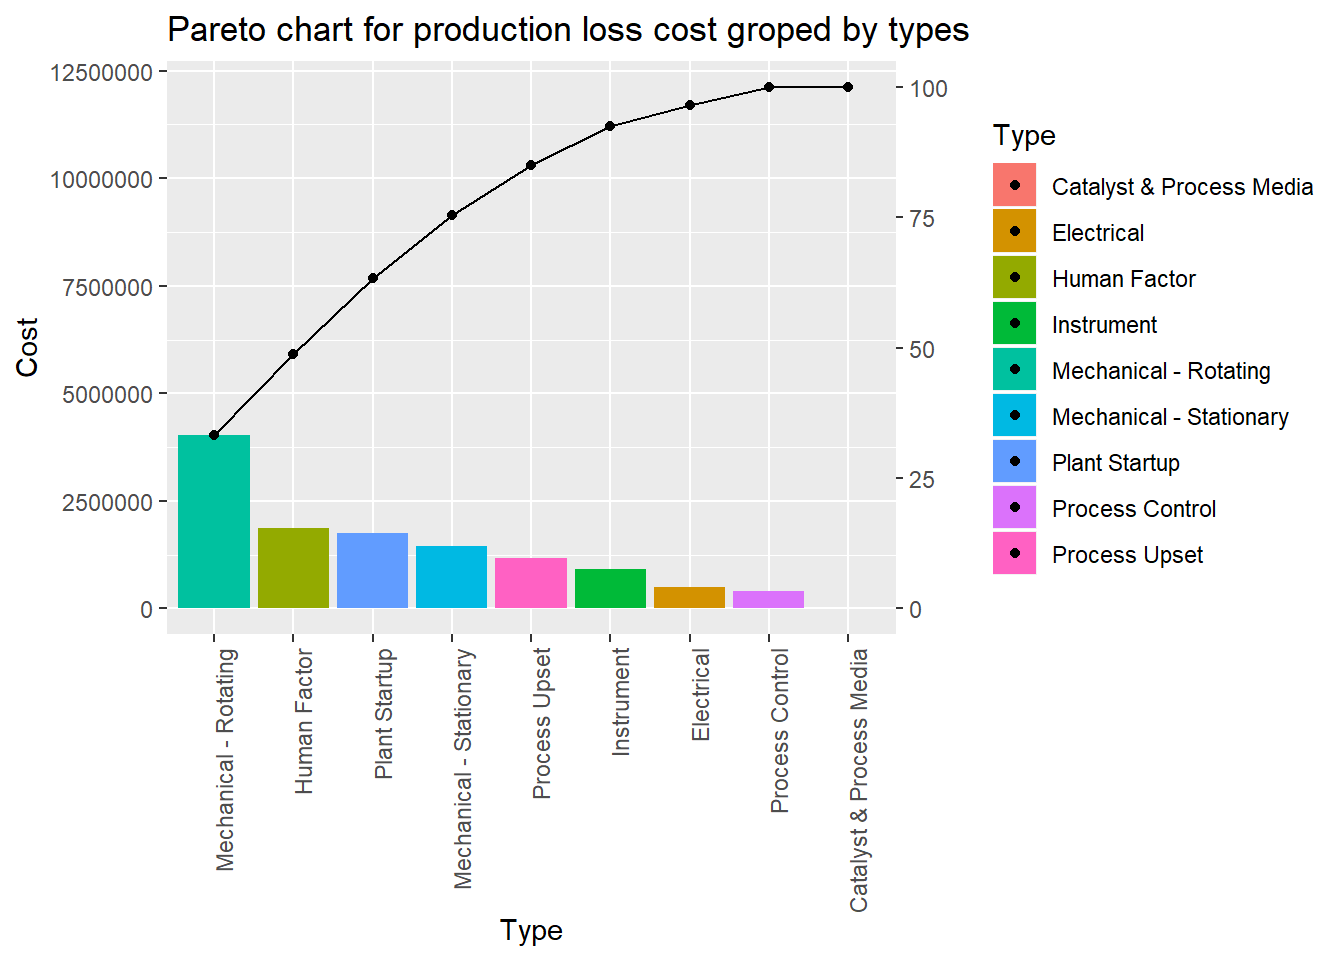 Pareto chart for production loss cost groped by types
Cost
12500000
10000000
7500000
5000000
2500000
0
100
75
50
25
0
Mechanical - Rotating
Human Factor
Plant Startup
Mechanical - Stationary
Process Upset
Instrument
Electrical
Process Control
Catalyst & Process Media
Type
Type
Catalyst & Process Media
Electrical
Human Factor
Instrument
Mechanical - Rotating
Mechanical - Stationary
Plant Startup
Process Control
Process Upset